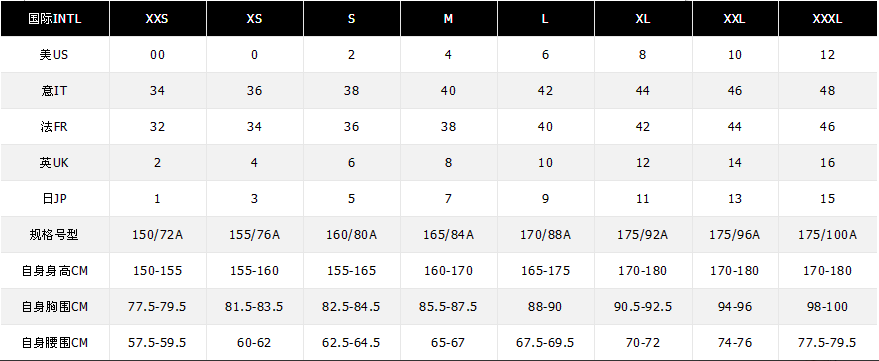 国际INTL XXS XS S M L XL XXL XXXL
美US 00 0 2 4 6 8 10 12
意IT 34 36 38 40 42 44 46 48
法FR 32 34 36 38 40 42 44 46
英UK 2 4 6 8 10 12 14 16
日JP 1 3 5 7 9 11 13 15
规格号型 150/72A 155/76A 160/80A 165/84A 170/88A 175/92A 175/96A 175/100A
自身身高CM 150-155 155-160 155-165 160-170 165-175 170-180 170-180 170-180
自身胸围CM 77.5-79.5 81.5-83.5 82.5-84.5 85.5-87.5 88-90 90.5-92.5 94-96 98-100
自身腰围CM 57.5-59.5 60-62 62.5-64.5 65-67 67.5-69.5 70-72 74-76 77.5-79.5